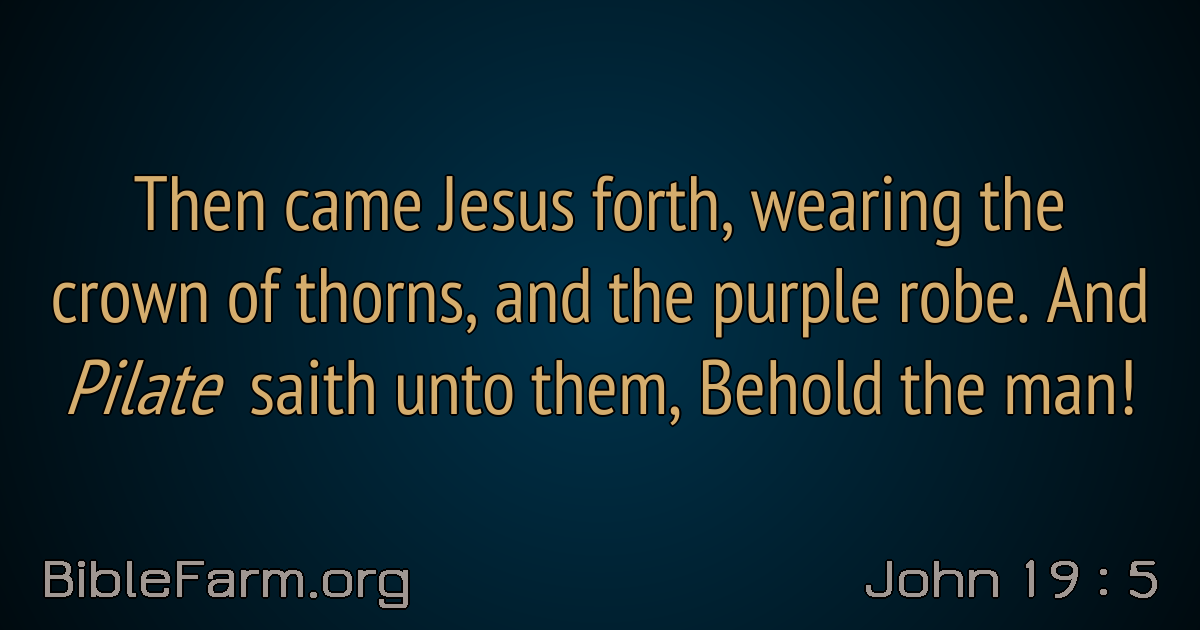 Then came Jesus forth, wearing the
crown of thorns, and the purple robe. And
Pilate saith unto them, Behold the man!
BibleFarm.org
John 19 : 5